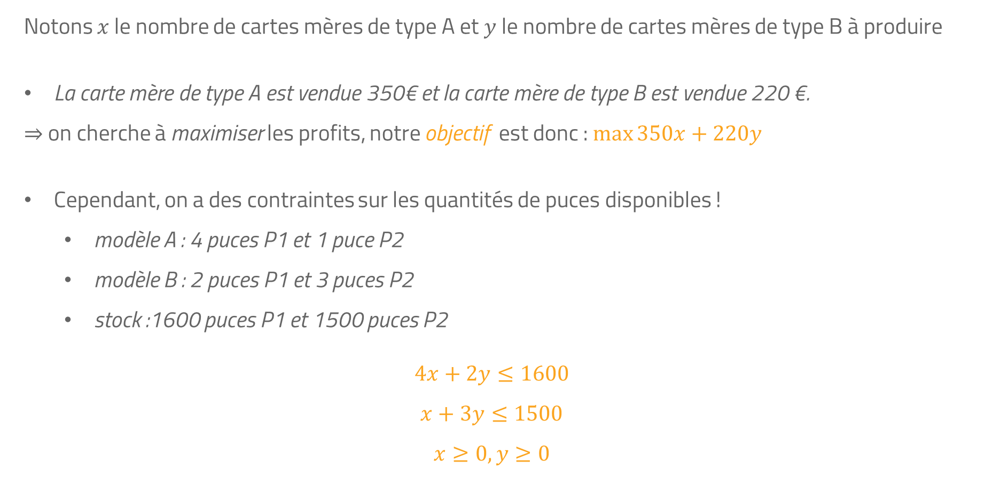 Notons x le nombre de cartes mères de type A et y le nombre de cartes mères de type B à produire
• La carte mère de type A est vendue 350€ et la carte mère de type B est vendue 220 €.
⇒ on cherche à maximiser les profits, notre objectif est donc : max 350x + 220y
• Cependant, on a des contraintes sur les quantités de puces disponibles !
• modèle A : 4 puces P1 et 1 puce P2
• modèle B : 2 puces P1 et 3 puces P2
• stock :1600 puces P1 et 1500 puces P2
4x + 2y ≤ 1600
x + 3y ≤ 1500
x ≥ 0, y ≥ 0